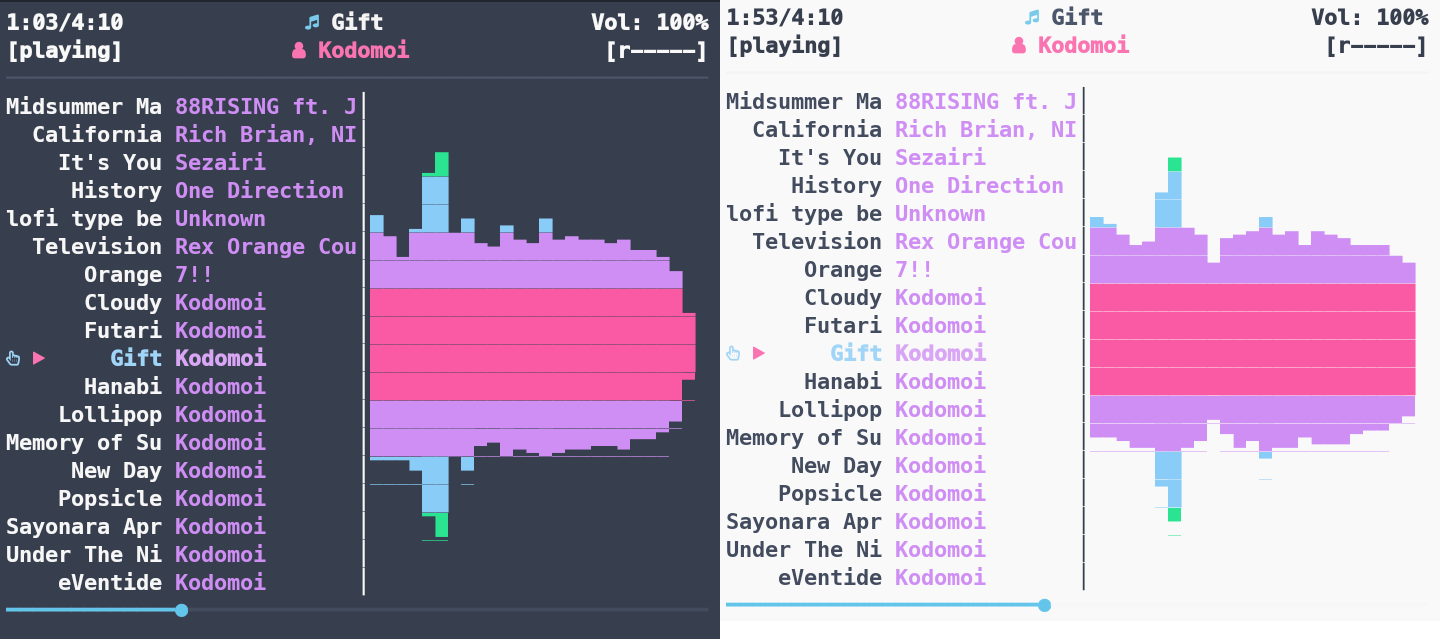 1:03/4:10 Gift Vol: 100%
[playing] Kodomoi [r-----]
Midsummer Ma 88RISING ft. J
California Rich Brian, NI
It's You Sezairi
History One Direction
lofi type be Unknown
Television Rex Orange Cou
Orange 7!!
Cloudy Kodomoi
Futari Kodomoi
Gift Kodomoi
Hanabi Kodomoi
Lollipop Kodomoi
Memory of Su Kodomoi
New Day Kodomoi
Popsicle Kodomoi
Sayonara Apr Kodomoi
Under The Ni Kodomoi
eVentide Kodomoi
1:53/4:10 Gift Vol: 100%
[playing] Kodomoi [r-----]
Midsummer Ma 88RISING ft. J
California Rich Brian, NI
It's You Sezairi
History One Direction
lofi type be Unknown
Television Rex Orange Cou
Orange 7!!
Cloudy Kodomoi
Futari Kodomoi
Gift Kodomoi
Hanabi Kodomoi
Lollipop Kodomoi
Memory of Su Kodomoi
New Day Kodomoi
Popsicle Kodomoi
Sayonara Apr Kodomoi
Under The Ni Kodomoi
eVentide Kodomoi